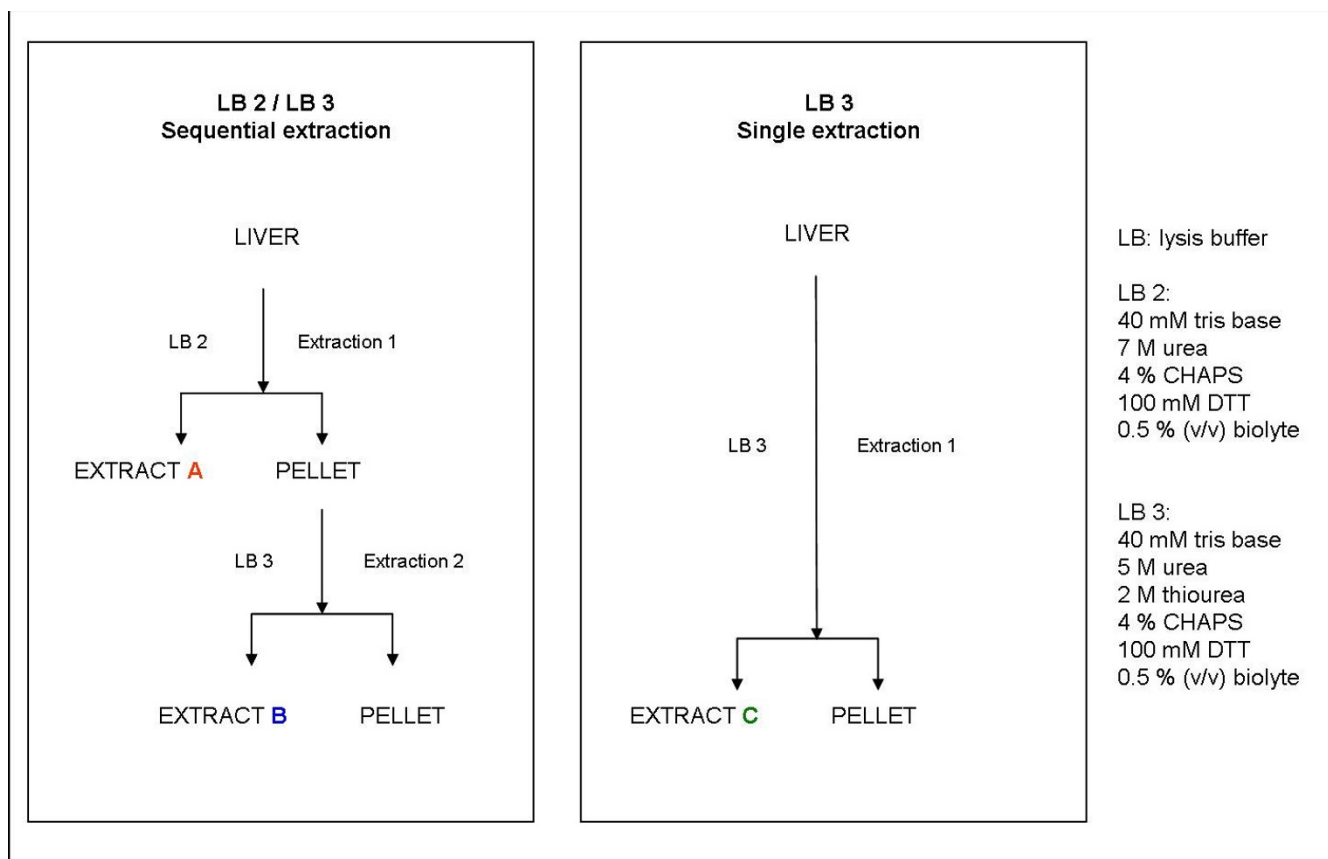 LB 2 / LB 3
Sequential extraction
LIVER
LB 2
Extraction 1
EXTRACT A
PELLET
LB 3
Extraction 2
EXTRACT B
PELLET
LB 3
Single extraction
LIVER
LB 3
Extraction 1
EXTRACT C
PELLET
LB: lysis buffer
LB 2:
40 mM tris base
7 M urea
4 % CHAPS
100 mM DTT
0.5 % (v/v) biolyte
LB 3:
40 mM tris base
5 M urea
2 M thiourea
4 % CHAPS
100 mM DTT
0.5 % (v/v) biolyte